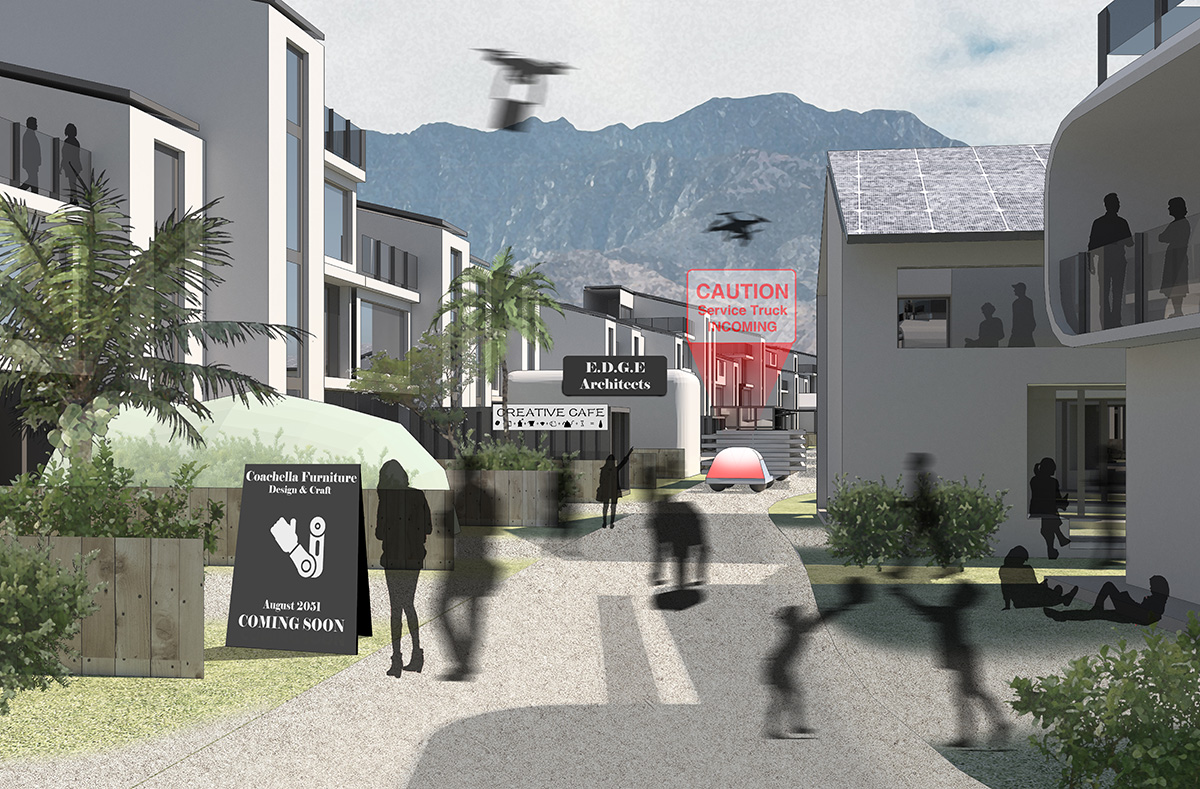 CAUTION
Service Truck
INCOMING
E.D.G.E
Architects
CREATIVE CAFE
Coachella Furniture
Design & Craft
August 2051
COMING SOON